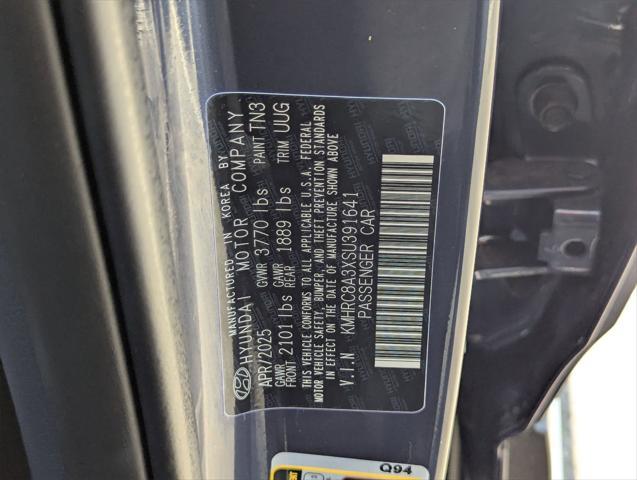 MANUFACTURED IN KOREA BY
HYUNDAI MOTOR COMPANY
APR/2025 GVWR 3770 lbs PAINT TN3
GAWR FRONT 2101 lbs GAWR REAR 1889 lbs TRIM UUG
THIS VEHICLE CONFORMS TO ALL APPLICABLE U.S.A. FEDERAL
MOTOR VEHICLE SAFETY, BUMPER, AND THEFT PREVENTION STANDARDS
IN EFFECT ON THE DATE OF MANUFACTURE SHOWN ABOVE
V.I.N KMHRC8A3XSU391641
PASSENGER CAR
Q94